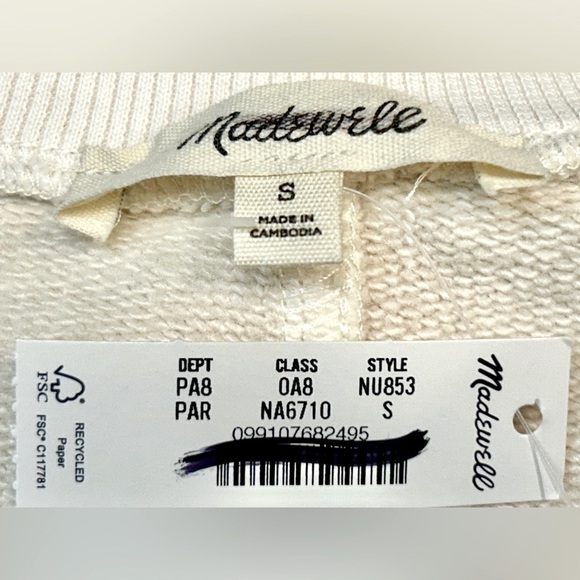 Madewell
S
MADE IN
CAMBODIA
DEPT CLASS STYLE
PA8 0A8 NU853
PAR NA6710 S
099107682495
Madewell
FSC
FSC® C117781
RECYCLED
Paper